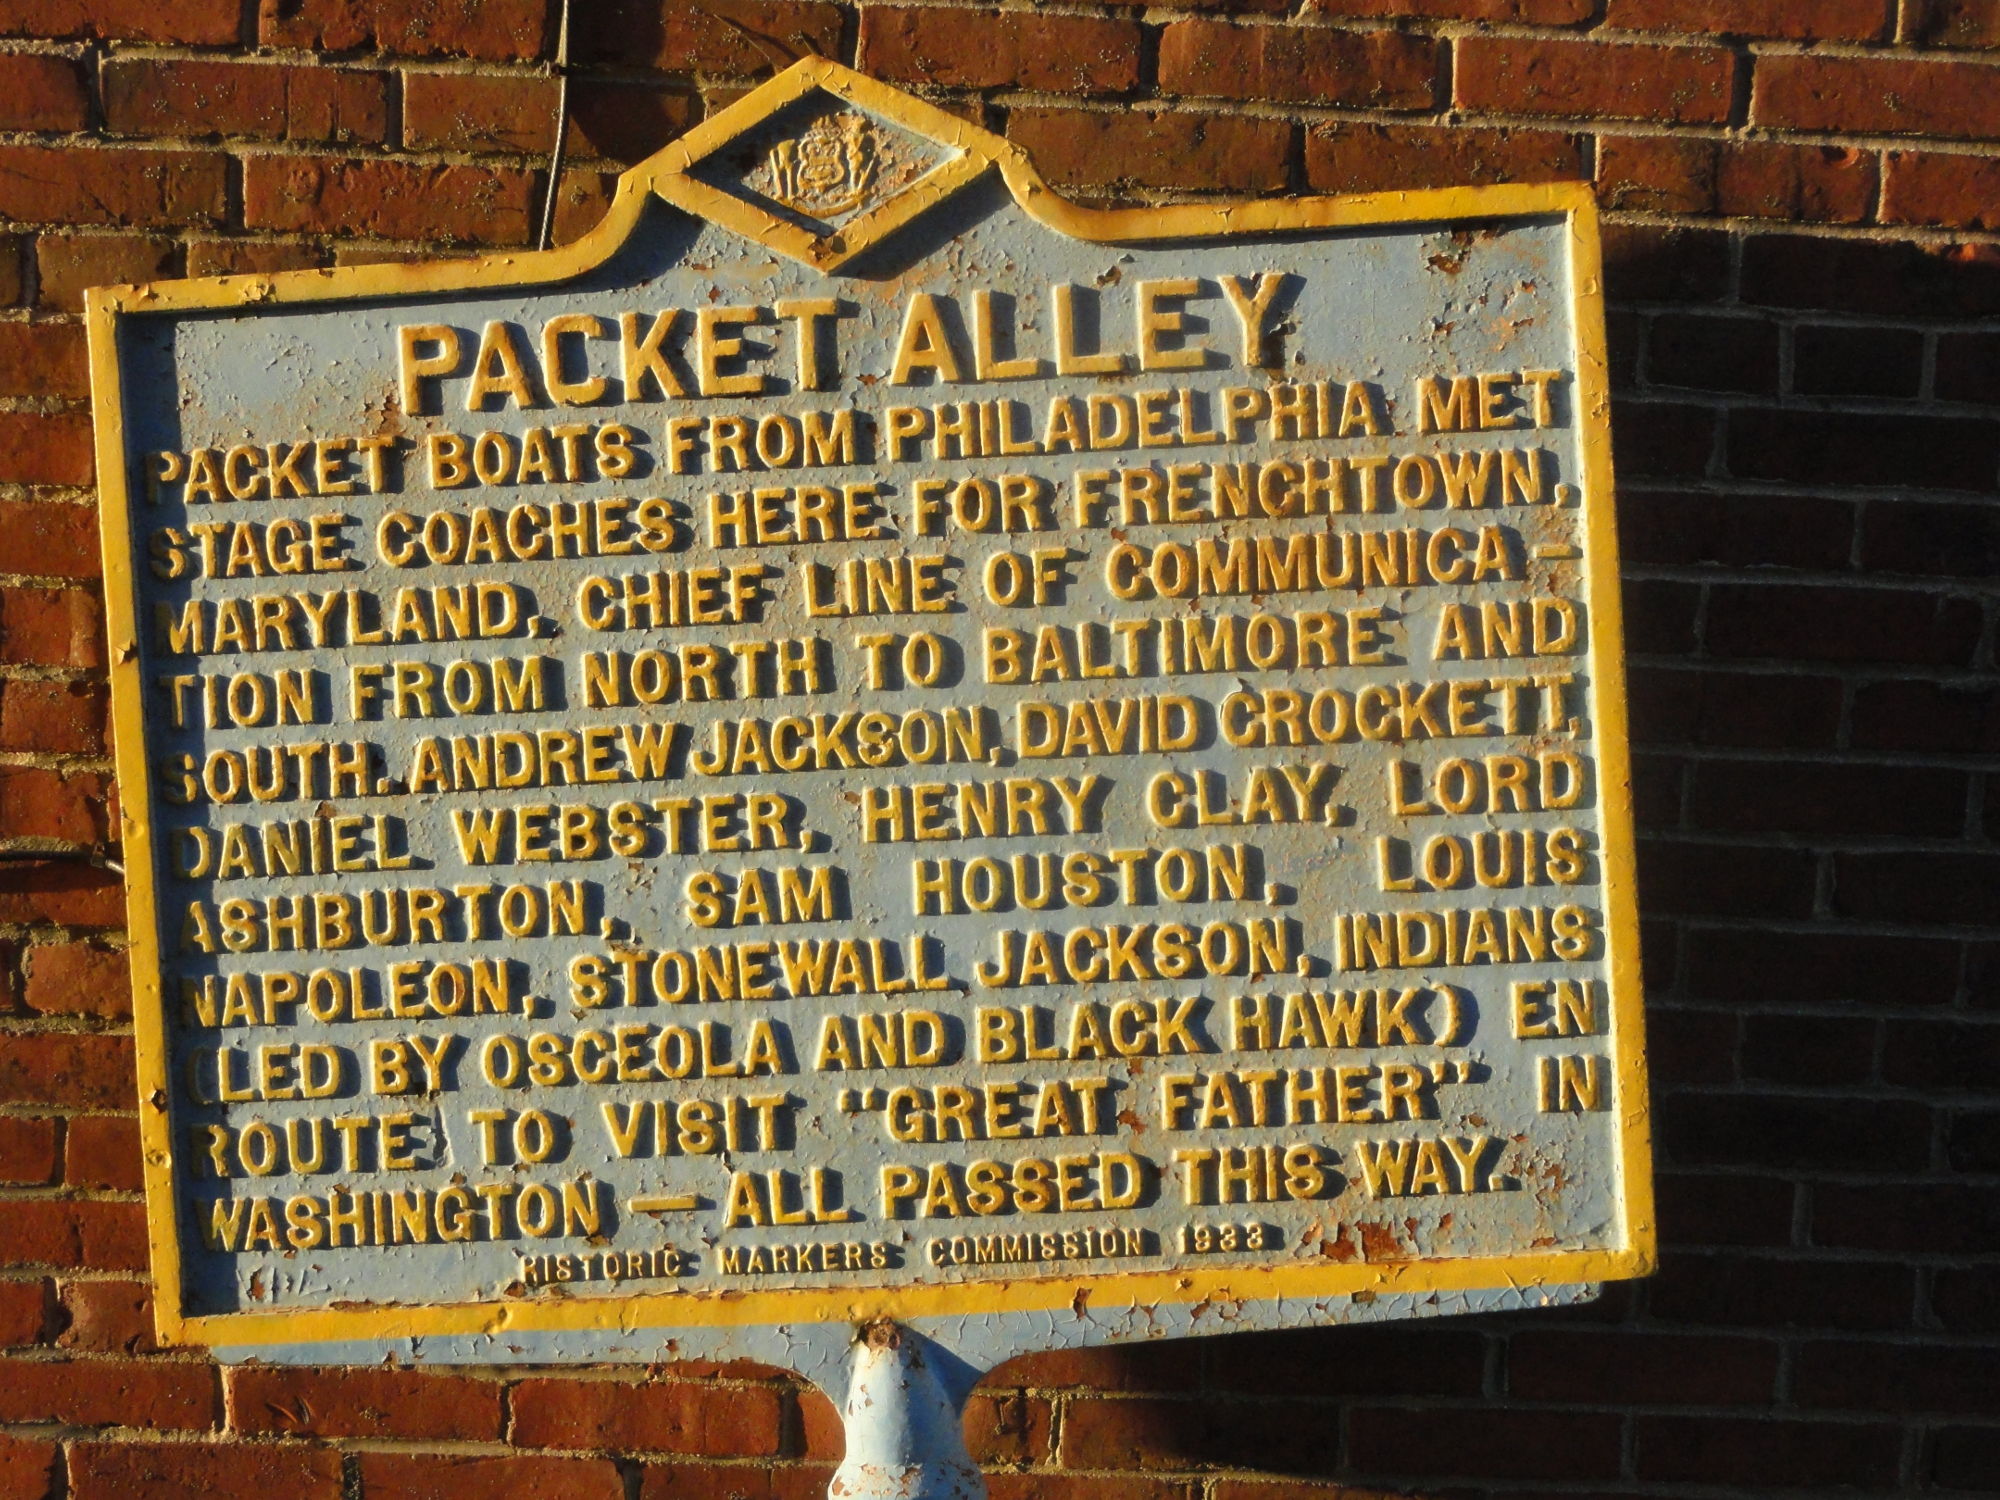 PACKET ALLEY
PACKET BOATS FROM PHILADELPHIA MET
STAGE COACHES HERE FOR FRENCHTOWN,
MARYLAND, CHIEF LINE OF COMMUNICA-
TION FROM NORTH TO BALTIMORE AND
SOUTH. ANDREW JACKSON, DAVID CROCKETT,
DANIEL WEBSTER, HENRY CLAY, LORD
ASHBURTON, SAM HOUSTON, LOUIS
NAPOLEON, STONEWALL JACKSON, INDIANS
(LED BY OSCEOLA AND BLACK HAWK) EN
ROUTE TO VISIT "GREAT FATHER" IN
WASHINGTON — ALL PASSED THIS WAY.
HISTORIC MARKERS COMMISSION 1933